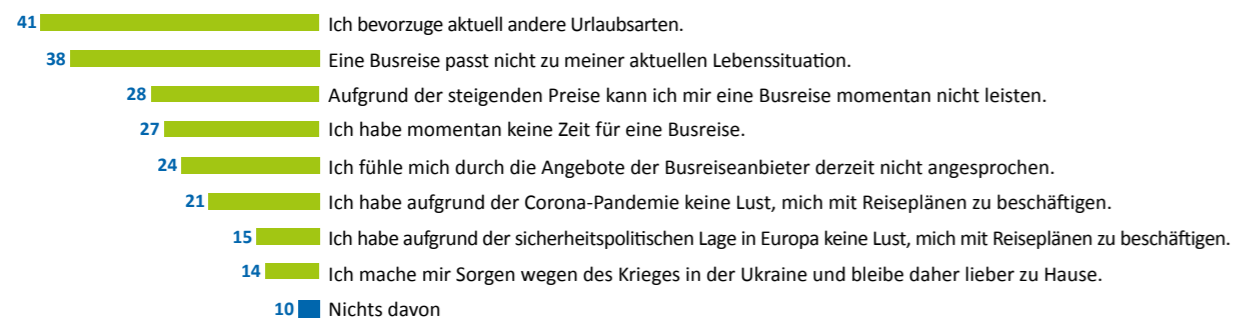 41 Ich bevorzuge aktuell andere Urlaubsarten.
38 Eine Busreise passt nicht zu meiner aktuellen Lebenssituation.
28 Aufgrund der steigenden Preise kann ich mir eine Busreise momentan nicht leisten.
27 Ich habe momentan keine Zeit für eine Busreise.
24 Ich fühle mich durch die Angebote der Busreiseanbieter derzeit nicht angesprochen.
21 Ich habe aufgrund der Corona-Pandemie keine Lust, mich mit Reiseplänen zu beschäftigen.
15 Ich habe aufgrund der sicherheitspolitischen Lage in Europa keine Lust, mich mit Reiseplänen zu beschäftigen.
14 Ich mache mir Sorgen wegen des Krieges in der Ukraine und bleibe daher lieber zu Hause.
10 Nichts davon